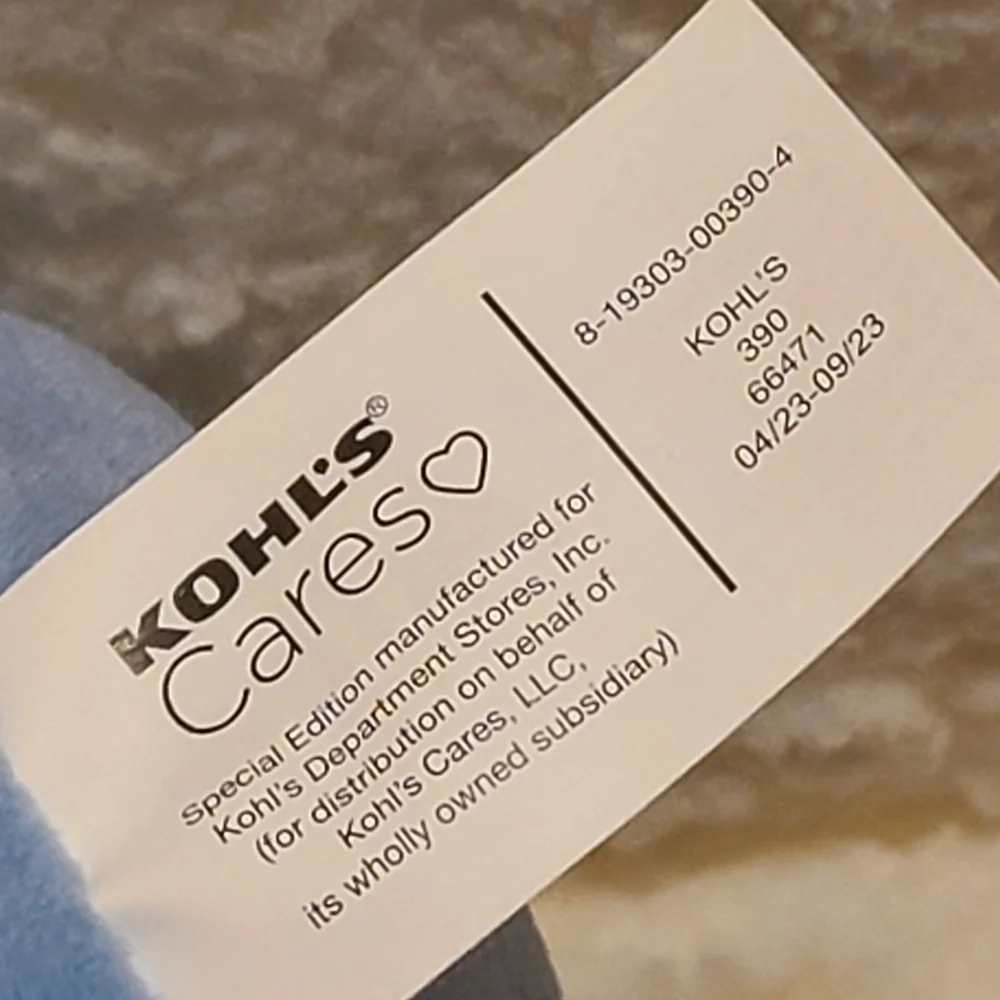 KOHL'S®
Cares
Special Edition manufactured for
Kohl's Department Stores, Inc.
(for distribution on behalf of
Kohl's Cares, LLC,
its wholly owned subsidiary)
8-19303-00390-4
KOHL'S
390
66471
04/23-09/23